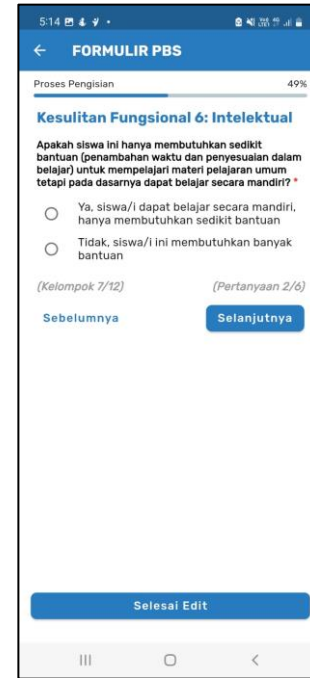 5:14
FORMULIR PBS
Proses Pengisian 49%
Kesulitan Fungsional 6: Intelektual
Apakah siswa ini hanya membutuhkan sedikit
bantuan (penambahan waktu dan penyesuaian dalam
belajar) untuk mempelajari materi pelajaran umum
tetapi pada dasarnya dapat belajar secara mandiri? *
Ya, siswa/i dapat belajar secara mandiri,
hanya membutuhkan sedikit bantuan
Tidak, siswa/i ini membutuhkan banyak
bantuan
(Kelompok 7/12) (Pertanyaan 2/6)
Sebelumnya Selanjutnya
Selesai Edit